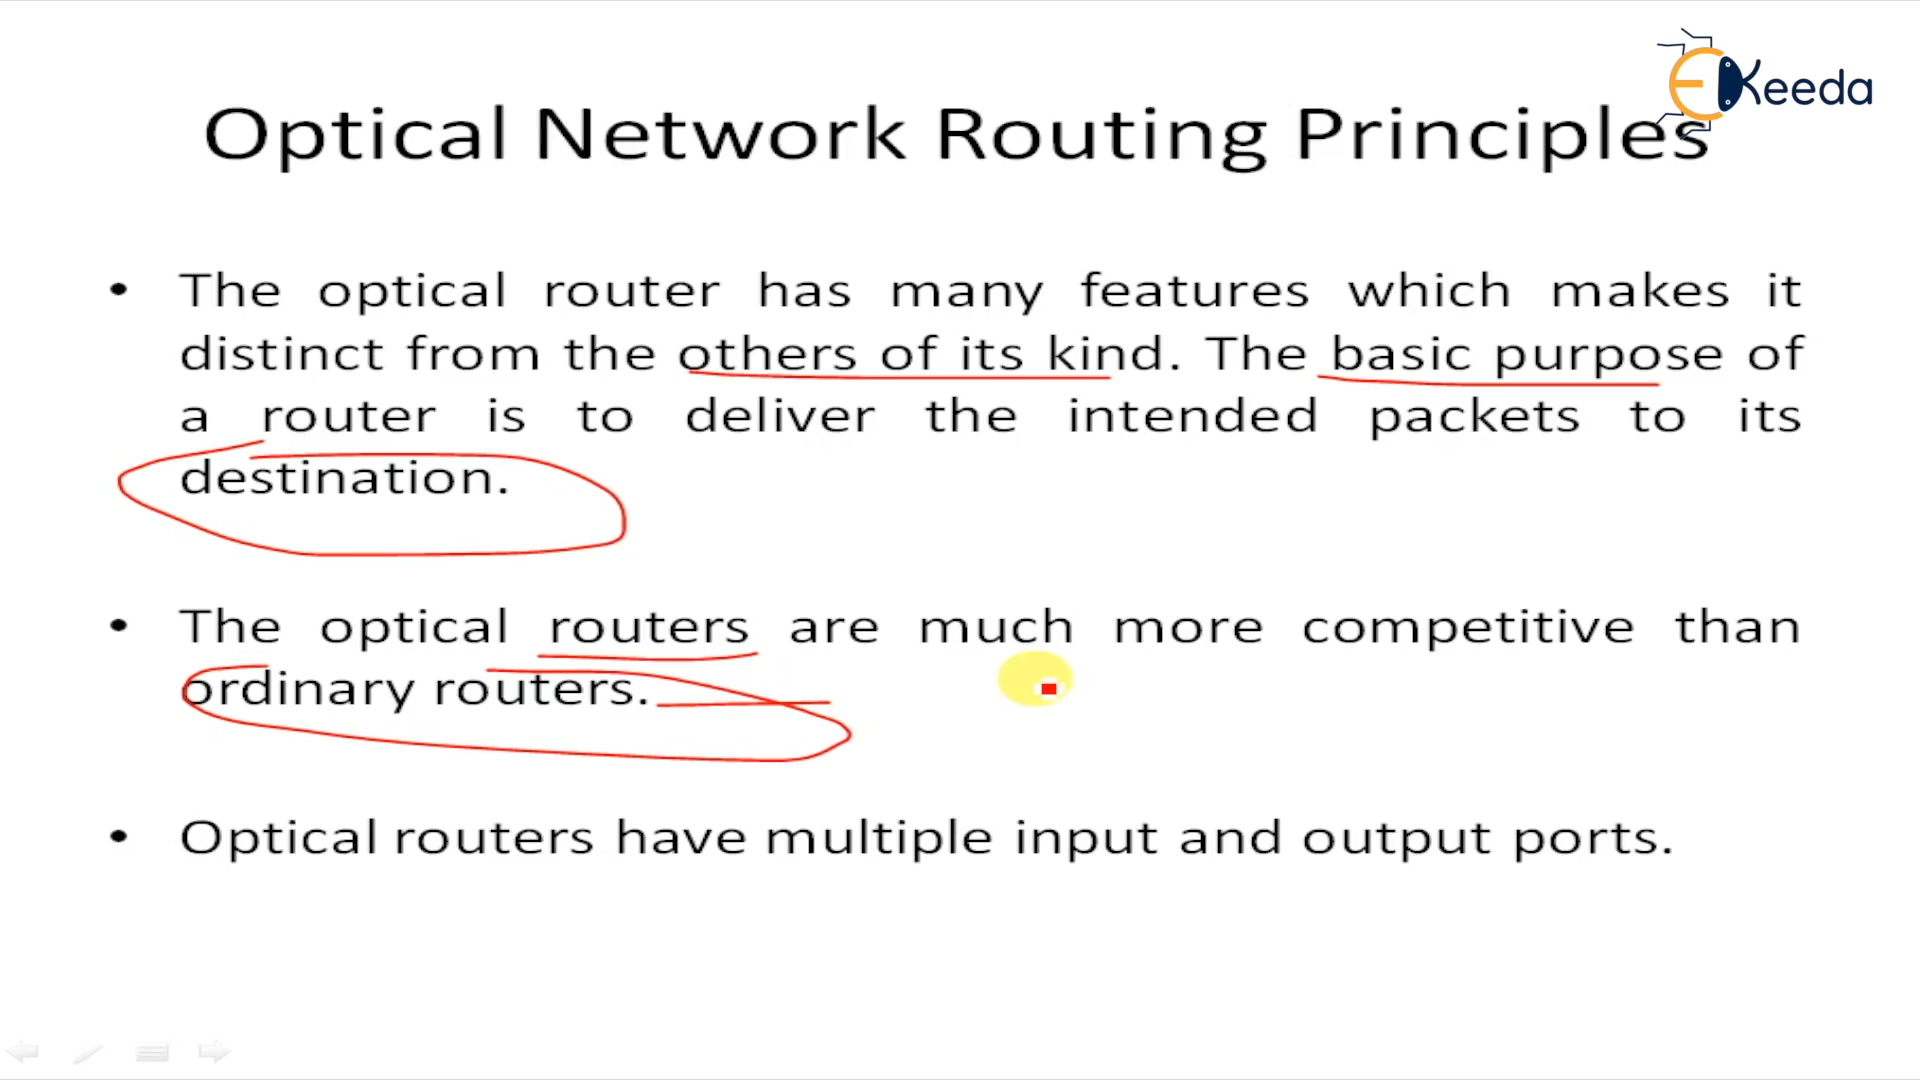 EKeeda
Optical Network Routing Principles
• The optical router has many features which makes it
distinct from the others of its kind. The basic purpose of
a router is to deliver the intended packets to its
destination.
• The optical routers are much more competitive than
ordinary routers.
• Optical routers have multiple input and output ports.